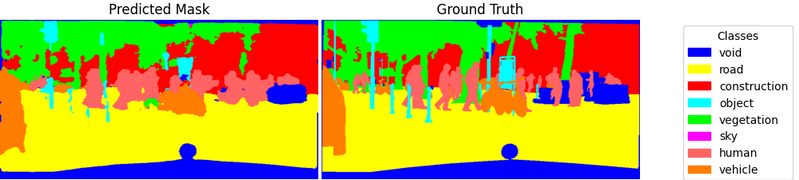 Predicted Mask
Ground Truth
Classes
void
road
construction
object
vegetation
sky
human
vehicle